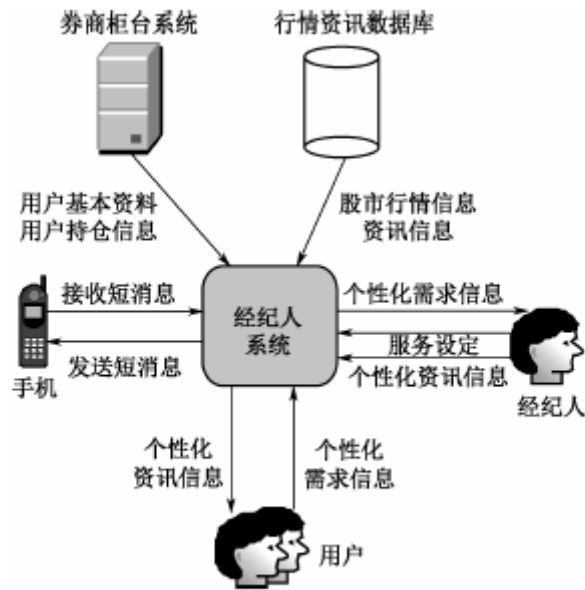 券商柜台系统
行情资讯数据库
用户基本资料
用户持仓信息
股市行情信息
资讯信息
接收短消息
发送短消息
手机
经纪人
系统
个性化需求信息
服务设定
个性化资讯信息
经纪人
个性化
资讯信息
个性化
需求信息
用户